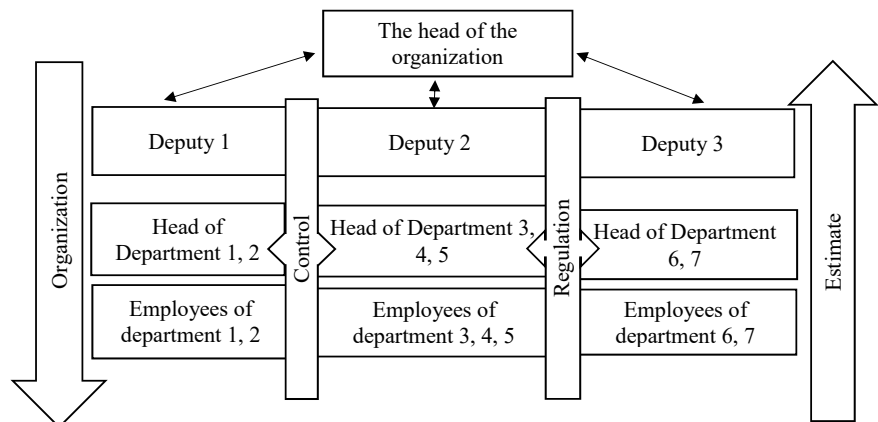 The head of the
organization
Organization
Deputy 1
Control
Deputy 2
Regulation
Deputy 3
Estimate
Head of
Department 1, 2
Head of Department 3,
4, 5
Head of Department
6, 7
Employees of
department 1, 2
Employees of
department 3, 4, 5
Employees of
department 6, 7